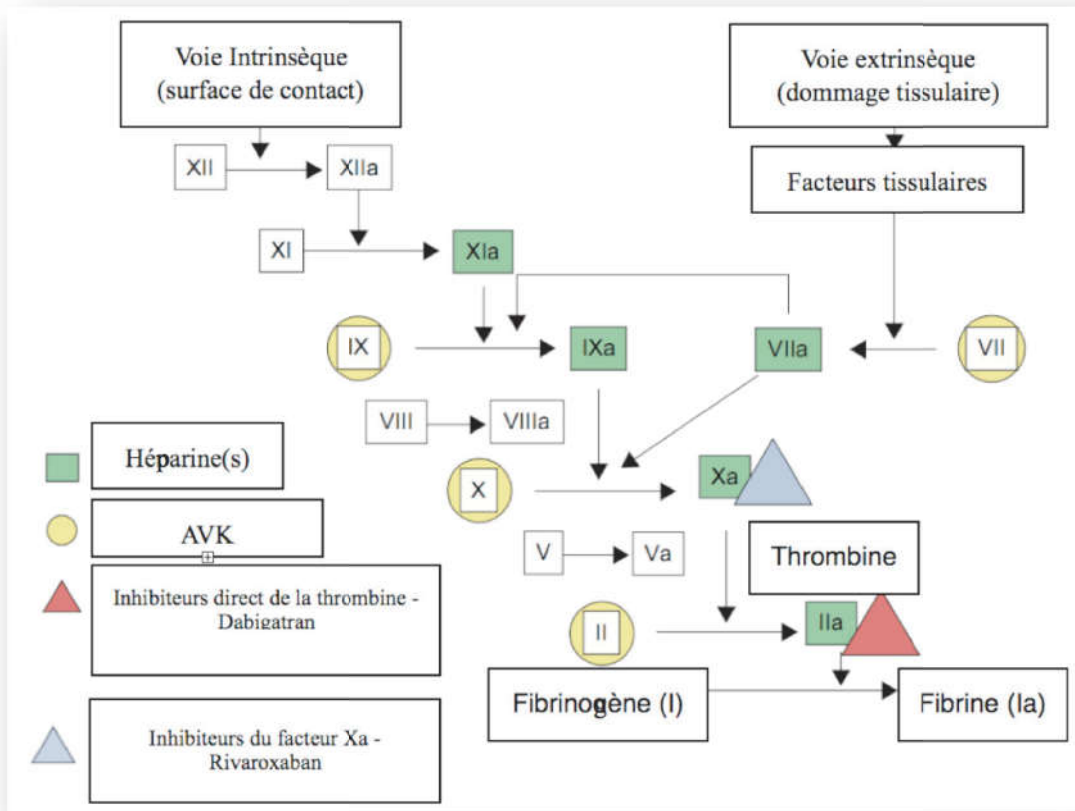 Voie Intrinsèque
(surface de contact)
Voie extrinsèque
(dommage tissulaire)
XII
XIIa
Facteurs tissulaires
XI
XIa
IX
IXa
VIIa
VII
VIII
VIIIa
X
Xa
V
Va
Thrombine
II
IIa
Fibrinogène (I)
Fibrine (Ia)
Héparine(s)
AVK
Inhibiteurs direct de la thrombine -
Dabigatran
Inhibiteurs du facteur Xa -
Rivaroxaban